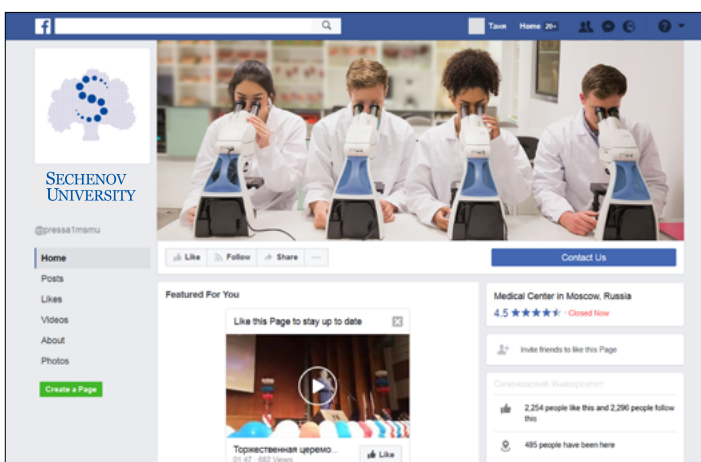 f
Таня
Home 20+
SECHENOV
UNIVERSITY
@pressa1msmu
Home
Posts
Likes
Videos
About
Photos
Create a Page
Like
Follow
Share
Contact Us
Featured For You
Like this Page to stay up to date
Торжественная церемо...
01:47 · 682 Views
Like
Medical Center in Moscow, Russia
4.5 ★★★★★ · Closed Now
Invite friends to like this Page
Сеченовский Университет
2,254 people like this and 2,296 people follow
this
485 people have been here